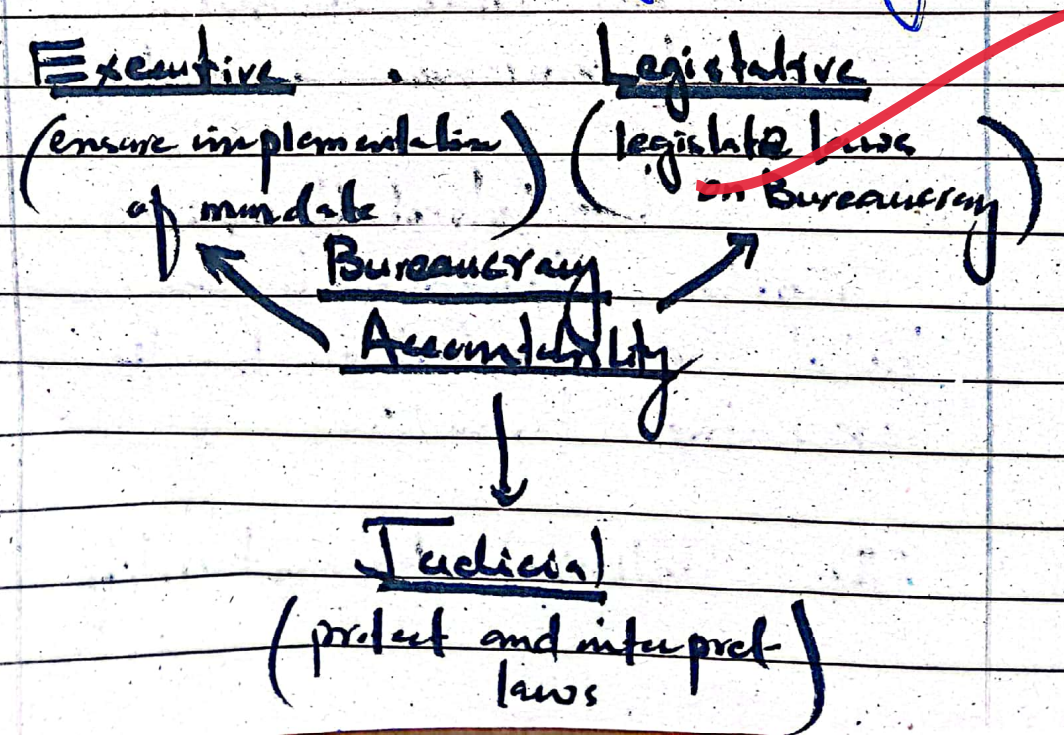 Executive Legislative
(ensure implementation (legislate laws
of mandate) on Bureaucracy)
Bureaucracy
Accountability
Judicial
(protect and interpret
laws)